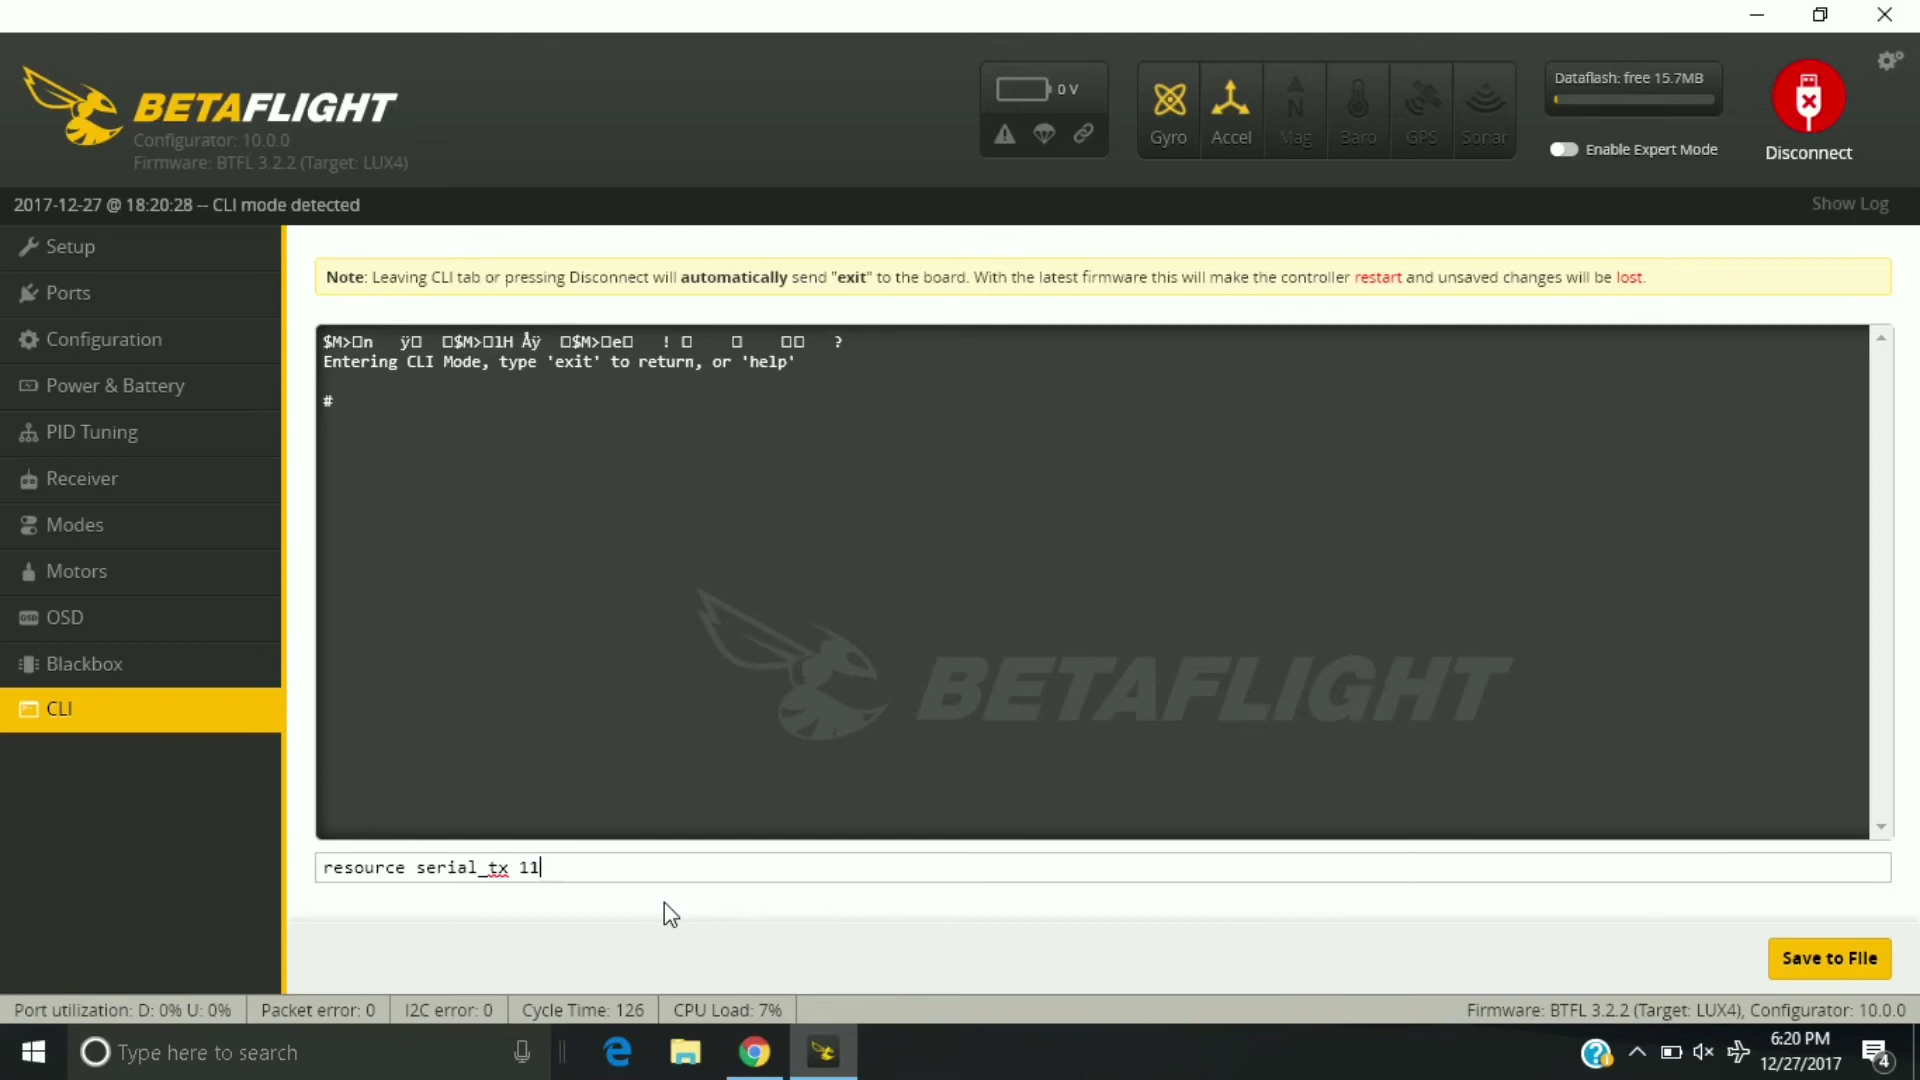 BETAFLIGHT
Configurator: 10.0.0
Firmware: BTFL 3.2.2 (Target: LUX4)
0 V
Gyro
Accel
Mag
Baro
GPS
Sonar
Dataflash: free 15.7MB
Enable Expert Mode
Disconnect
2017-12-27 @ 18:20:28 -- CLI mode detected
Show Log
Setup
Ports
Configuration
Power & Battery
PID Tuning
Receiver
Modes
Motors
OSD
OSD
Blackbox
CLI
Note: Leaving CLI tab or pressing Disconnect will automatically send "exit" to the board. With the latest firmware this will make the controller restart and unsaved changes will be lost.
$M>□n ÿ□ □$M>□lH Åÿ □$M>□e□ ! □ □ □□ ?
Entering CLI Mode, type 'exit' to return, or 'help'
#
BETAFLIGHT
resource serial_tx 11
Save to File
Port utilization: D: 0% U: 0%
Packet error: 0
I2C error: 0
Cycle Time: 126
CPU Load: 7%
Firmware: BTFL 3.2.2 (Target: LUX4), Configurator: 10.0.0
Type here to search
6:20 PM
12/27/2017
4